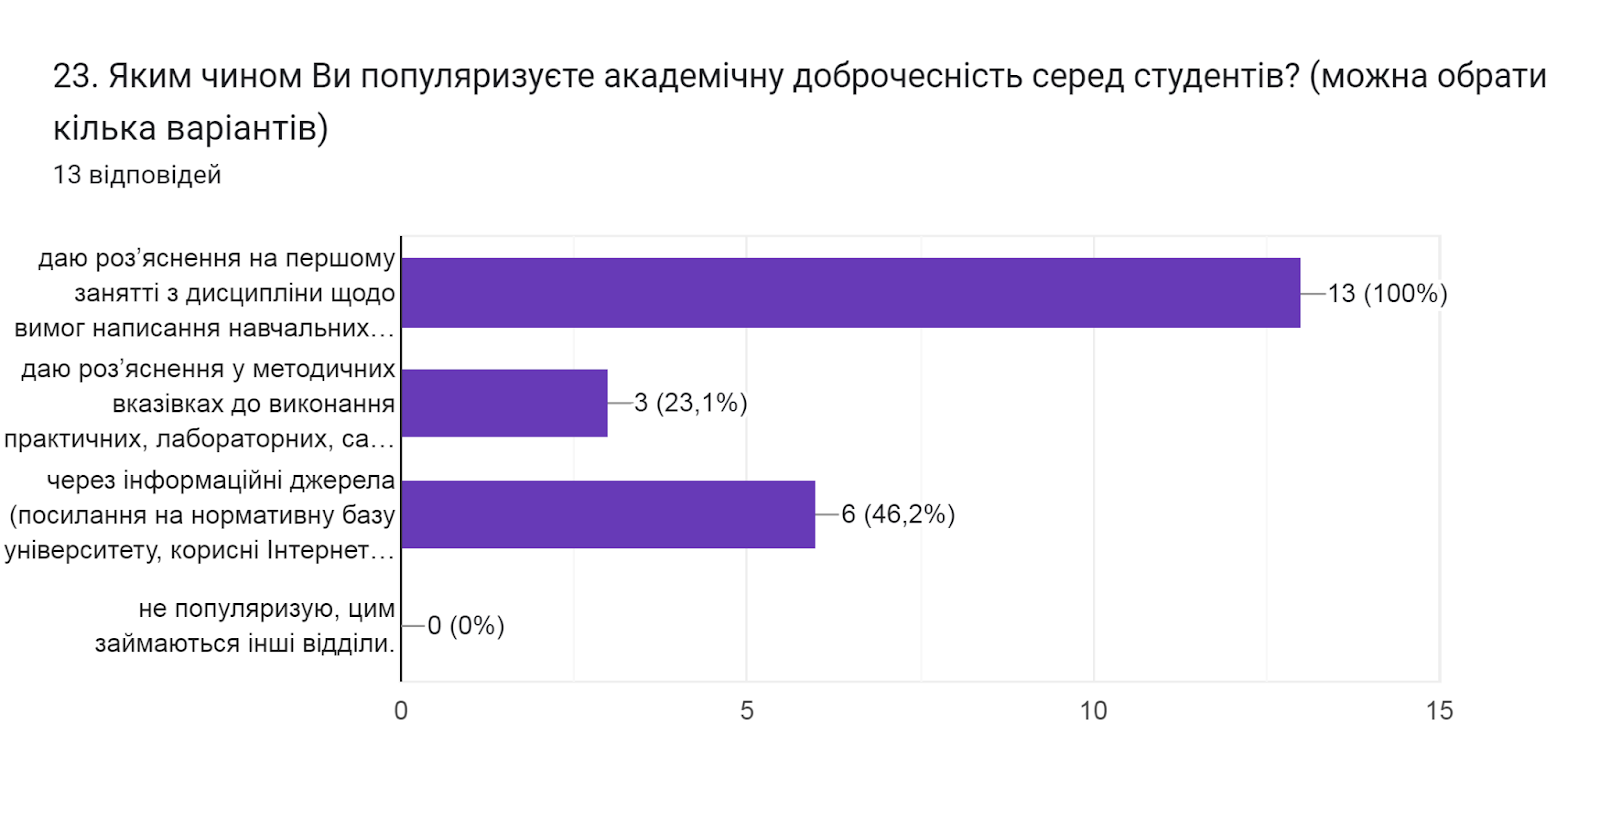 23. Яким чином Ви популяризуєте академічну доброчесність серед студентів? (можна обрати
кілька варіантів)
13 відповідей
даю роз’яснення на першому
занятті з дисципліни щодо
вимог написання навчальних…
13 (100%)
даю роз’яснення у методичних
вказівках до виконання
практичних, лабораторних, са…
3 (23,1%)
через інформаційні джерела
(посилання на нормативну базу
університету, корисні Інтернет…
6 (46,2%)
не популяризую, цим
займаються інші відділи.
0 (0%)
0 5 10 15